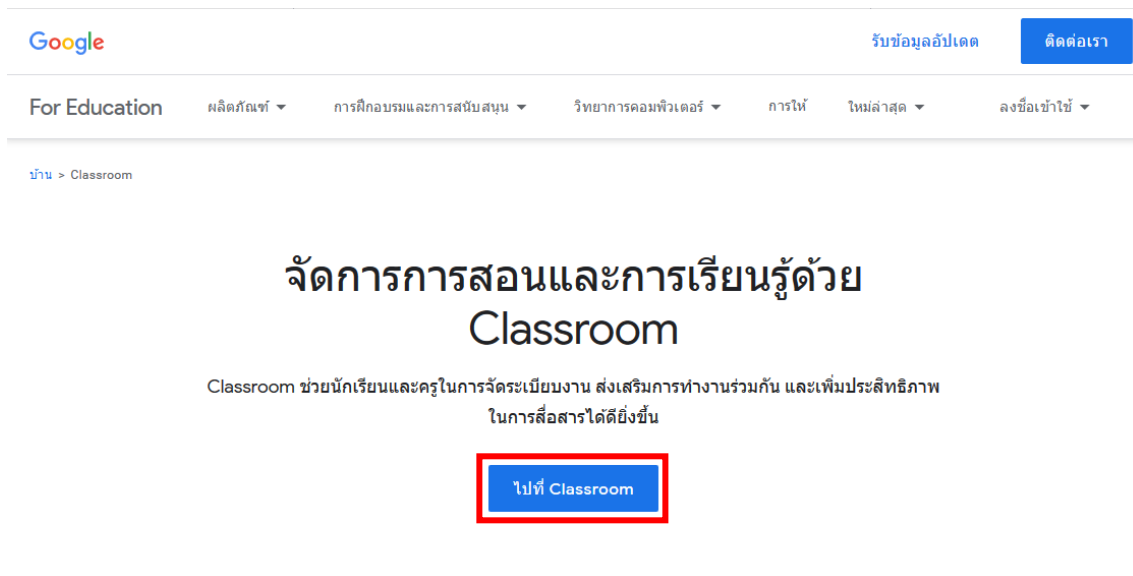 Google รับข้อมูลอัปเดต ติดต่อเรา
For Education ผลิตภัณฑ์ การฝึกอบรมและการสนับสนุน วิทยาการคอมพิวเตอร์ การให้ ใหม่ล่าสุด ลงชื่อเข้าใช้
บ้าน > Classroom
จัดการการสอนและการเรียนรู้ด้วย
Classroom
Classroom ช่วยนักเรียนและครูในการจัดระเบียบงาน ส่งเสริมการทำงานร่วมกัน และเพิ่มประสิทธิภาพ
ในการสื่อสารได้ดียิ่งขึ้น
ไปที่ Classroom